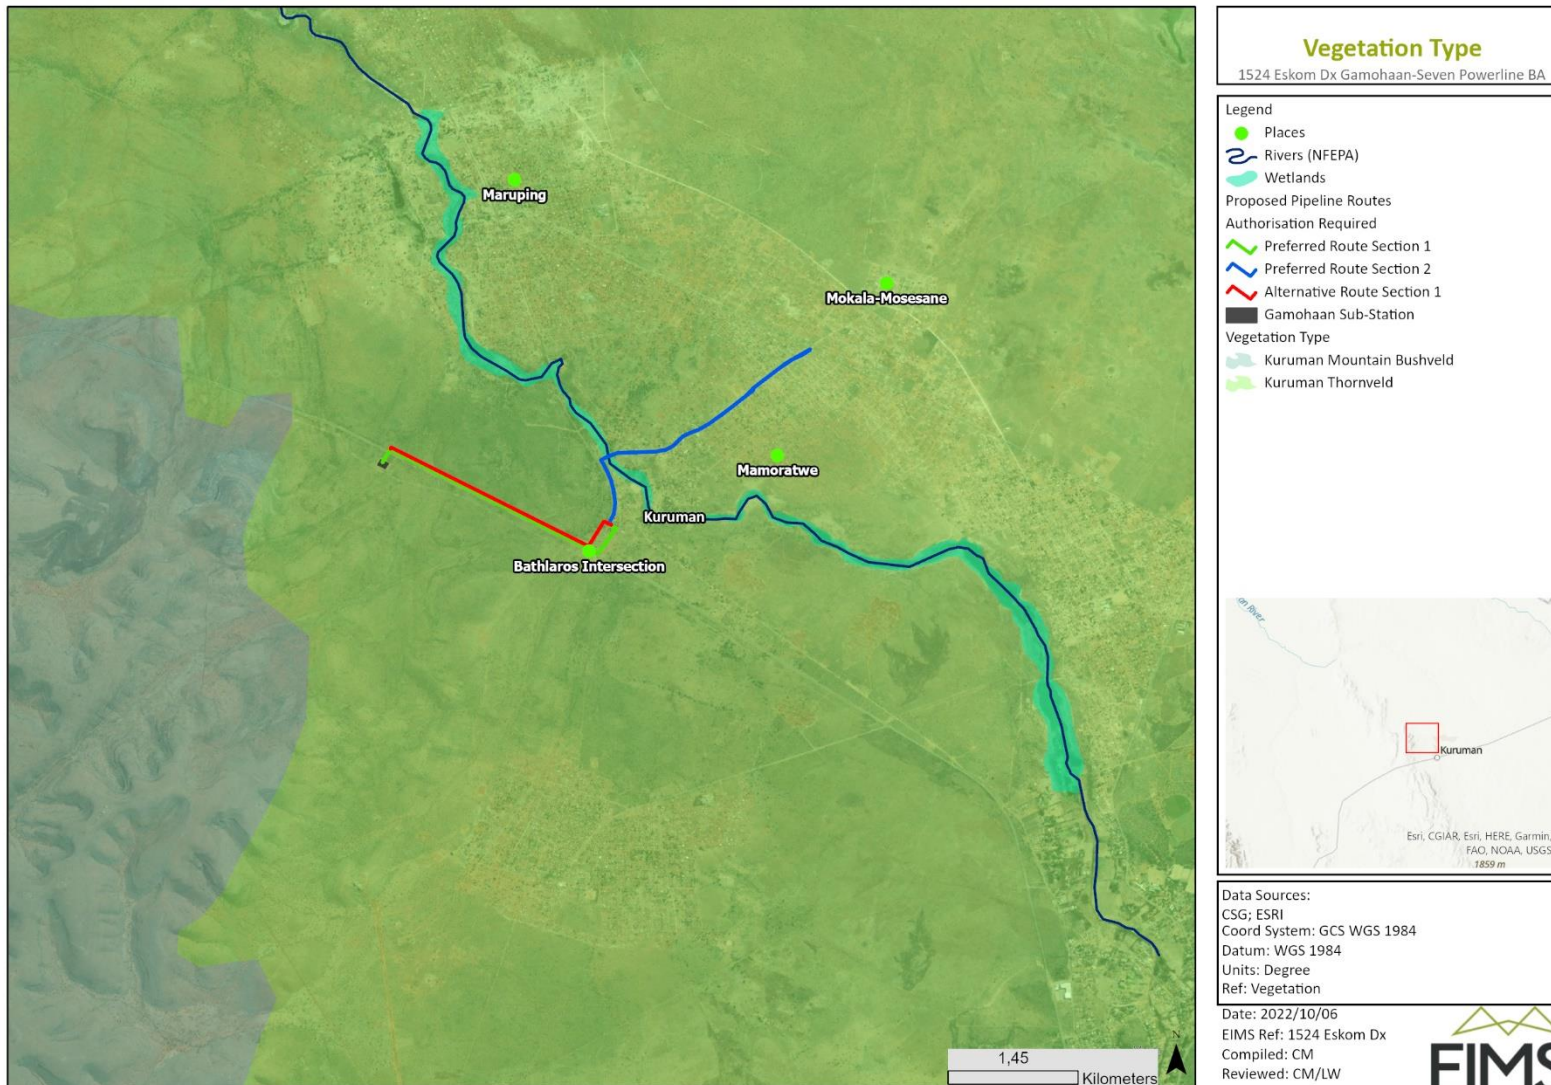 Vegetation Type
1524 Eskom Dx Gamohaan-Seven Powerline BA
Legend
Places
Rivers (NFEPA)
Wetlands
Proposed Pipeline Routes
Authorisation Required
Preferred Route Section 1
Preferred Route Section 2
Alternative Route Section 1
Gamohaan Sub-Station
Vegetation Type
Kuruman Mountain Bushveld
Kuruman Thornveld
Maruping
Mokala-Mosesane
Mamoratwe
Kuruman
Bathlaros Intersection
River
Kuruman
Esri, CGIAR, Esri, HERE, Garmin,
FAO, NOAA, USGS
1859 m
Data Sources:
CSG; ESRI
Coord System: GCS WGS 1984
Datum: WGS 1984
Units: Degree
Ref: Vegetation
Date: 2022/10/06
EIMS Ref: 1524 Eskom Dx
Compiled: CM
Reviewed: CM/LW
EIMS
N
1,45
Kilometers